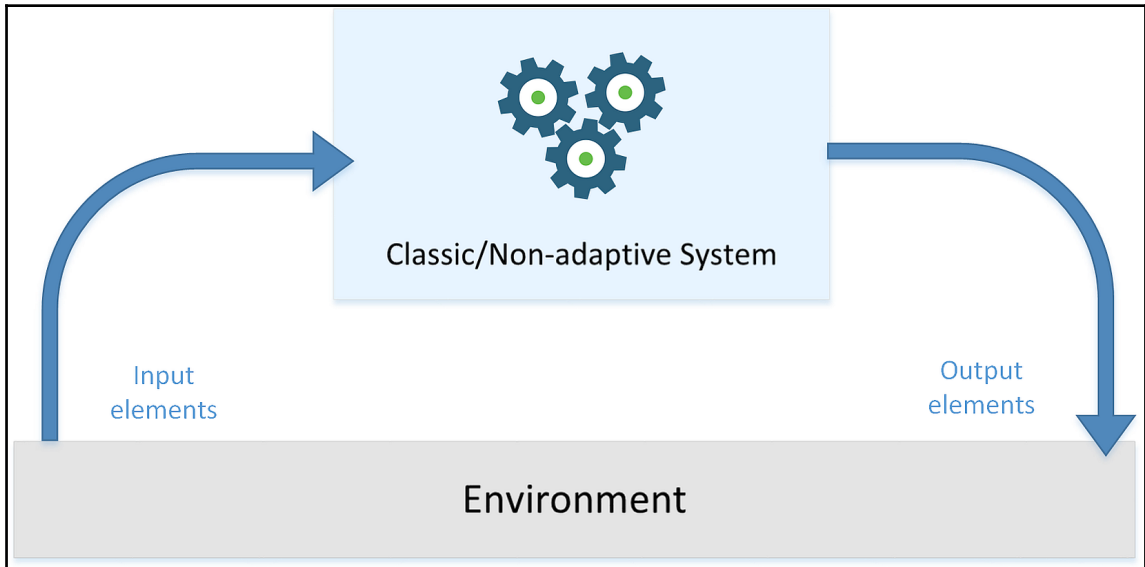 Classic/Non-adaptive System
Input
elements
Output
elements
Environment